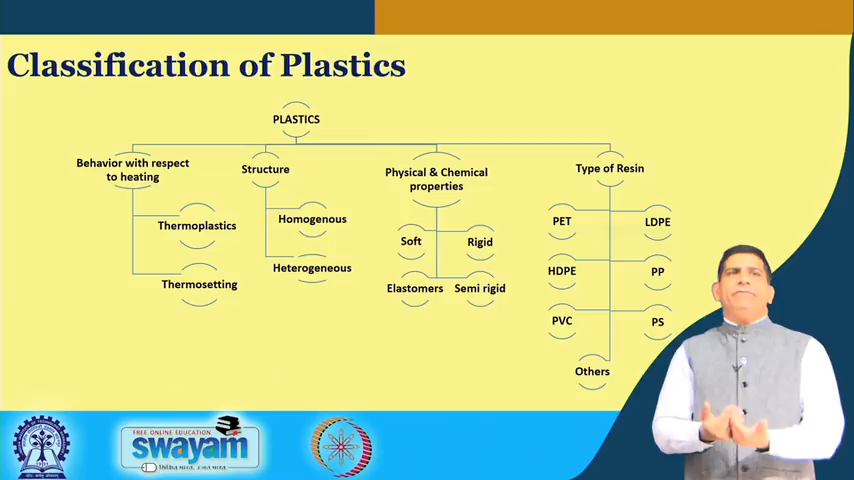 Classification of Plastics
PLASTICS
Behavior with respect
to heating
Thermoplastics
Thermosetting
Structure
Homogenous
Heterogeneous
Physical & Chemical
properties
Soft
Rigid
Elastomers
Semi rigid
Type of Resin
PET
LDPE
HDPE
PP
PVC
PS
Others
FREE ONLINE EDUCATION
swayam